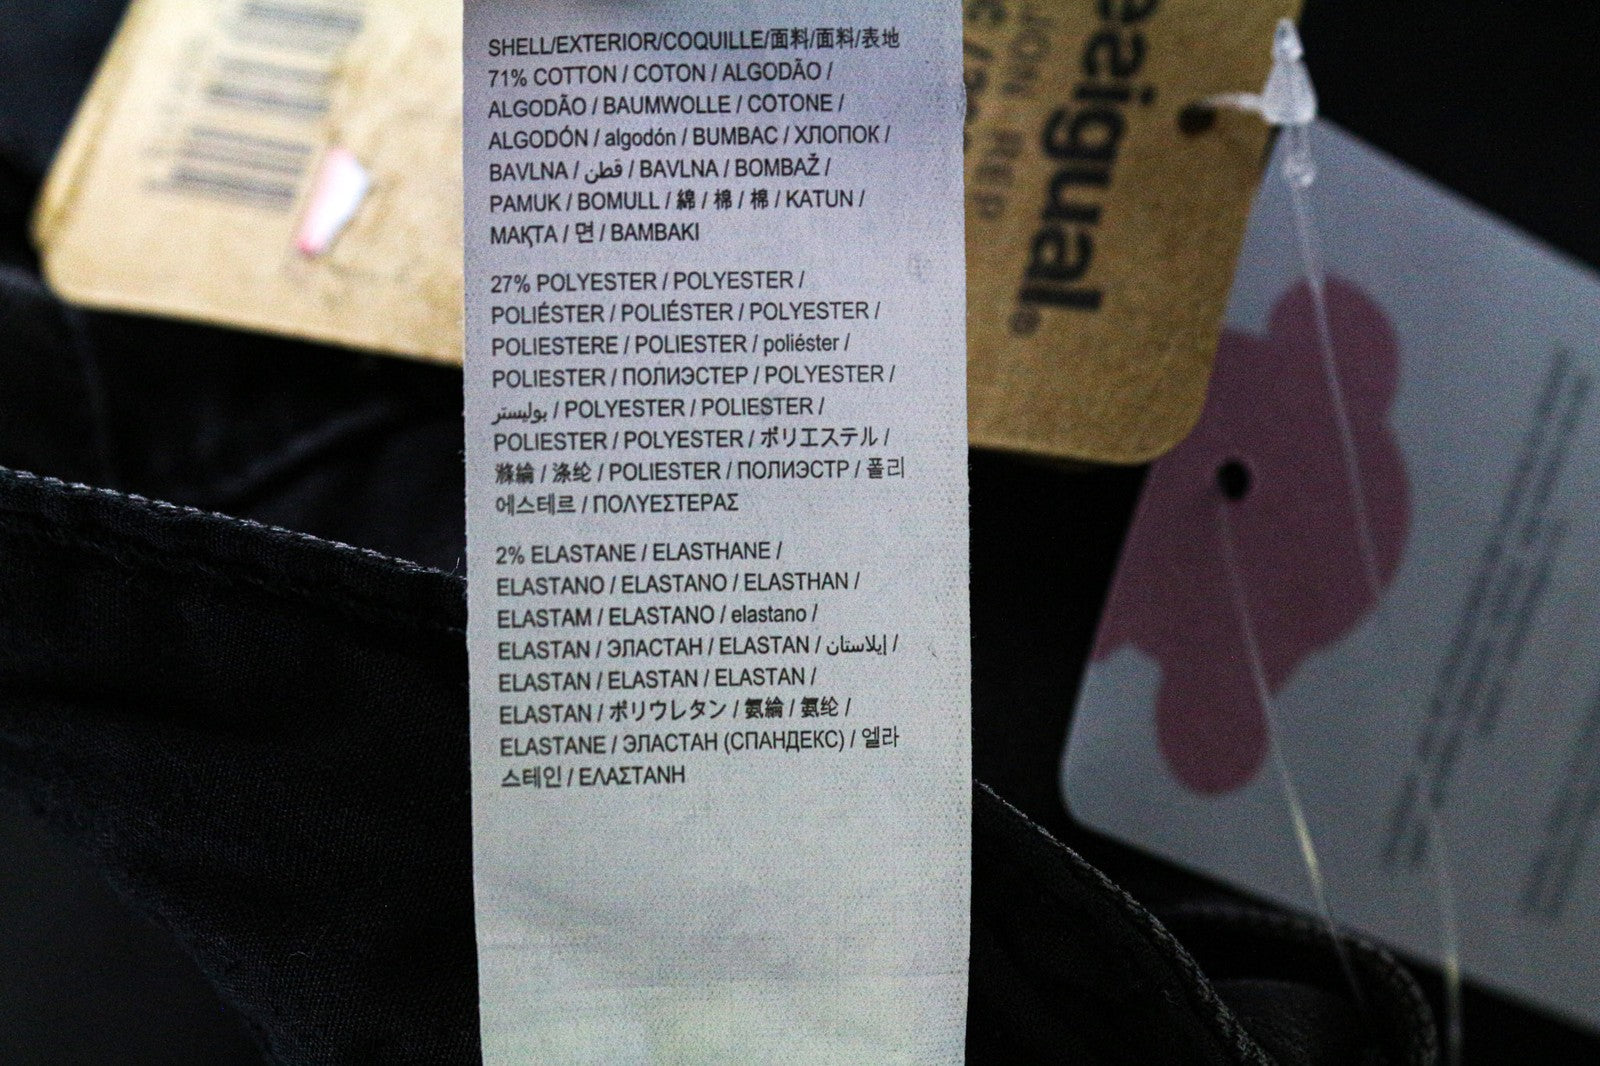 SHELL/EXTERIOR/COQUILLE/面料/面料/表地
71% COTTON / COTON / ALGODÃO /
ALGODÃO / BAUMWOLLE / COTONE /
ALGODÓN / algodón / BUMBAC / ХЛОПОК /
BAVLNA / قطن / BAVLNA / BOMBAŽ /
PAMUK / BOMULL / 綿 / 棉 / 棉 / KATUN /
МАҚТА / 면 / BAMBAKI
27% POLYESTER / POLYESTER /
POLIÉSTER / POLIÉSTER / POLYESTER /
POLIESTERE / POLIESTER / poliéster /
POLIESTER / ПОЛИЭСТЕР / POLYESTER /
بوليستر / POLYESTER / POLIESTER /
POLIESTER / POLYESTER / ポリエステル /
滌綸 / 涤纶 / POLIESTER / ПОЛИЭСТР / 폴리
에스테르 / ΠΟΛΥΕΣΤΕΡΑΣ
2% ELASTANE / ELASTHANE /
ELASTANO / ELASTANO / ELASTHAN /
ELASTAM / ELASTANO / elastano /
ELASTAN / ЭЛАСТАН / ELASTAN / إيلاستان /
ELASTAN / ELASTAN / ELASTAN /
ELASTAN / ポリウレタン / 氨綸 / 氨纶 /
ELASTANE / ЭЛАСТАН (СПАНДЕКС) / 엘라
스테인 / ΕΛΑΣΤΑΝΗ
esigual®